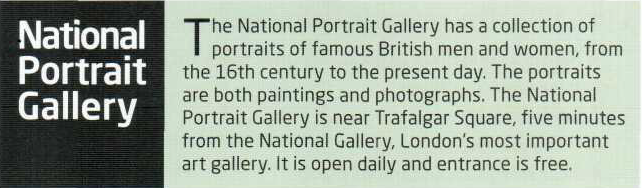 National
Portrait
Gallery
The National Portrait Gallery has a collection of
portraits of famous British men and women, from
the 16th century to the present day. The portraits
are both paintings and photographs. The National
Portrait Gallery is near Trafalgar Square, five minutes
from the National Gallery, London's most important
art gallery. It is open daily and entrance is free.